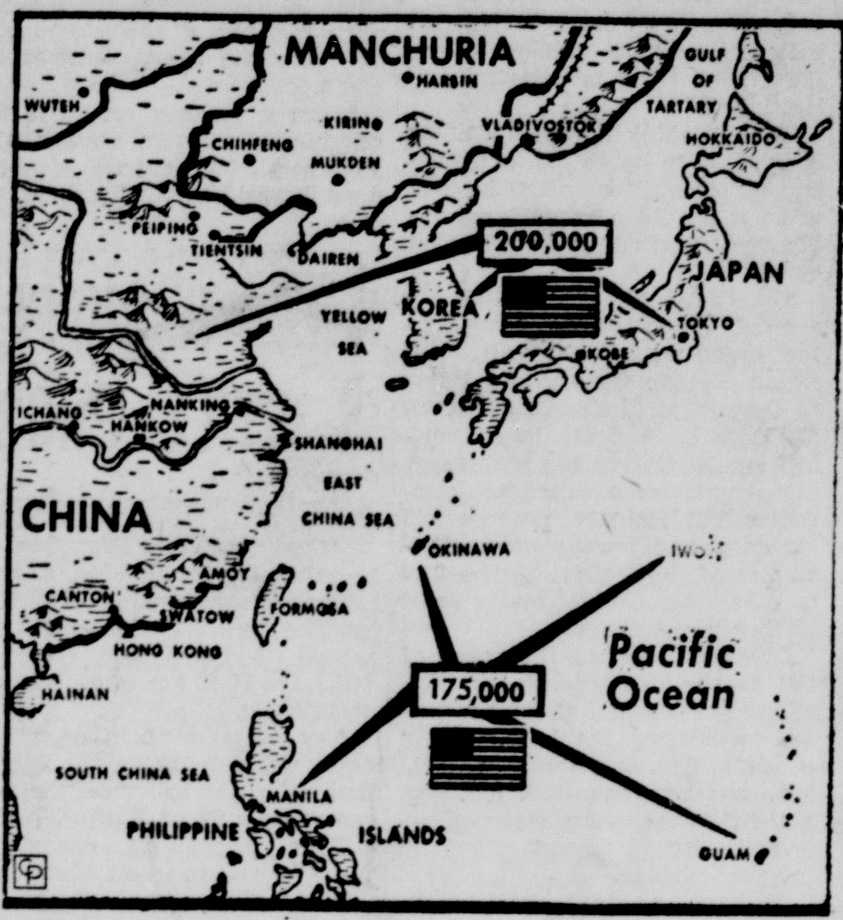 MANCHURIA
HARBIN
GULF
OF
TARTARY
WUTEH
KIRIN
VLADIVOSTOK
HOKKAIDO
CHIHFENG
MUKDEN
PEIPING
TIENTSIN
DAIREN
200,000
JAPAN
KOREA
YELLOW
SEA
TOKYO
KOBE
ICHANG
NANKING
HANKOW
SHANGHAI
EAST
CHINA SEA
CHINA
OKINAWA
IWO
AMOY
CANTON
SWATOW
FORMOSA
HONG KONG
Pacific
Ocean
HAINAN
175,000
SOUTH CHINA SEA
MANILA
PHILIPPINE ISLANDS
GUAM
CP